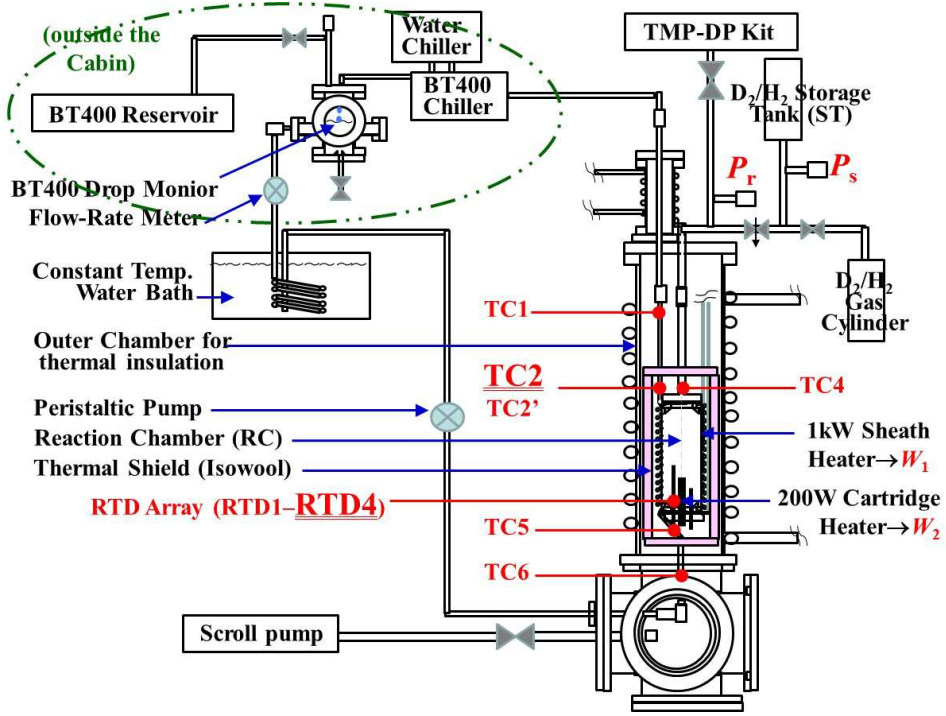 (outside the
Cabin)
Water
Chiller
TMP-DP Kit
BT400 Reservoir
BT400
Chiller
D2/H2 Storage
Tank (ST)
Pr
Ps
BT400 Drop Monior
Flow-Rate Meter
Constant Temp.
Water Bath
TC1
D2/H2
Gas
Cylinder
Outer Chamber for
thermal insulation
TC2
TC2’
TC4
Peristaltic Pump
Reaction Chamber (RC)
Thermal Shield (Isowool)
1kW Sheath
Heater→W1
RTD Array (RTD1–RTD4)
200W Cartridge
Heater→W2
TC5
TC6
Scroll pump